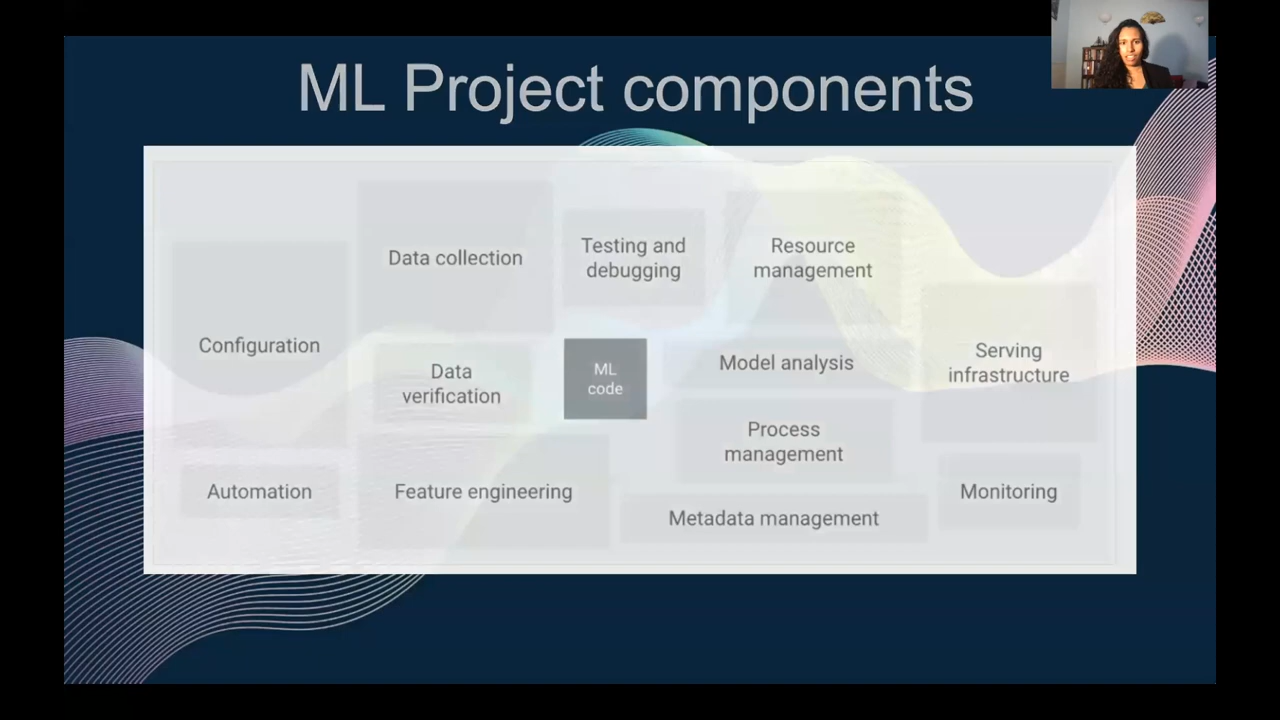 ML Project components
Data collection
Testing and
debugging
Resource
management
Configuration
Data
verification
ML
code
Model analysis
Serving
infrastructure
Process
management
Automation
Feature engineering
Metadata management
Monitoring